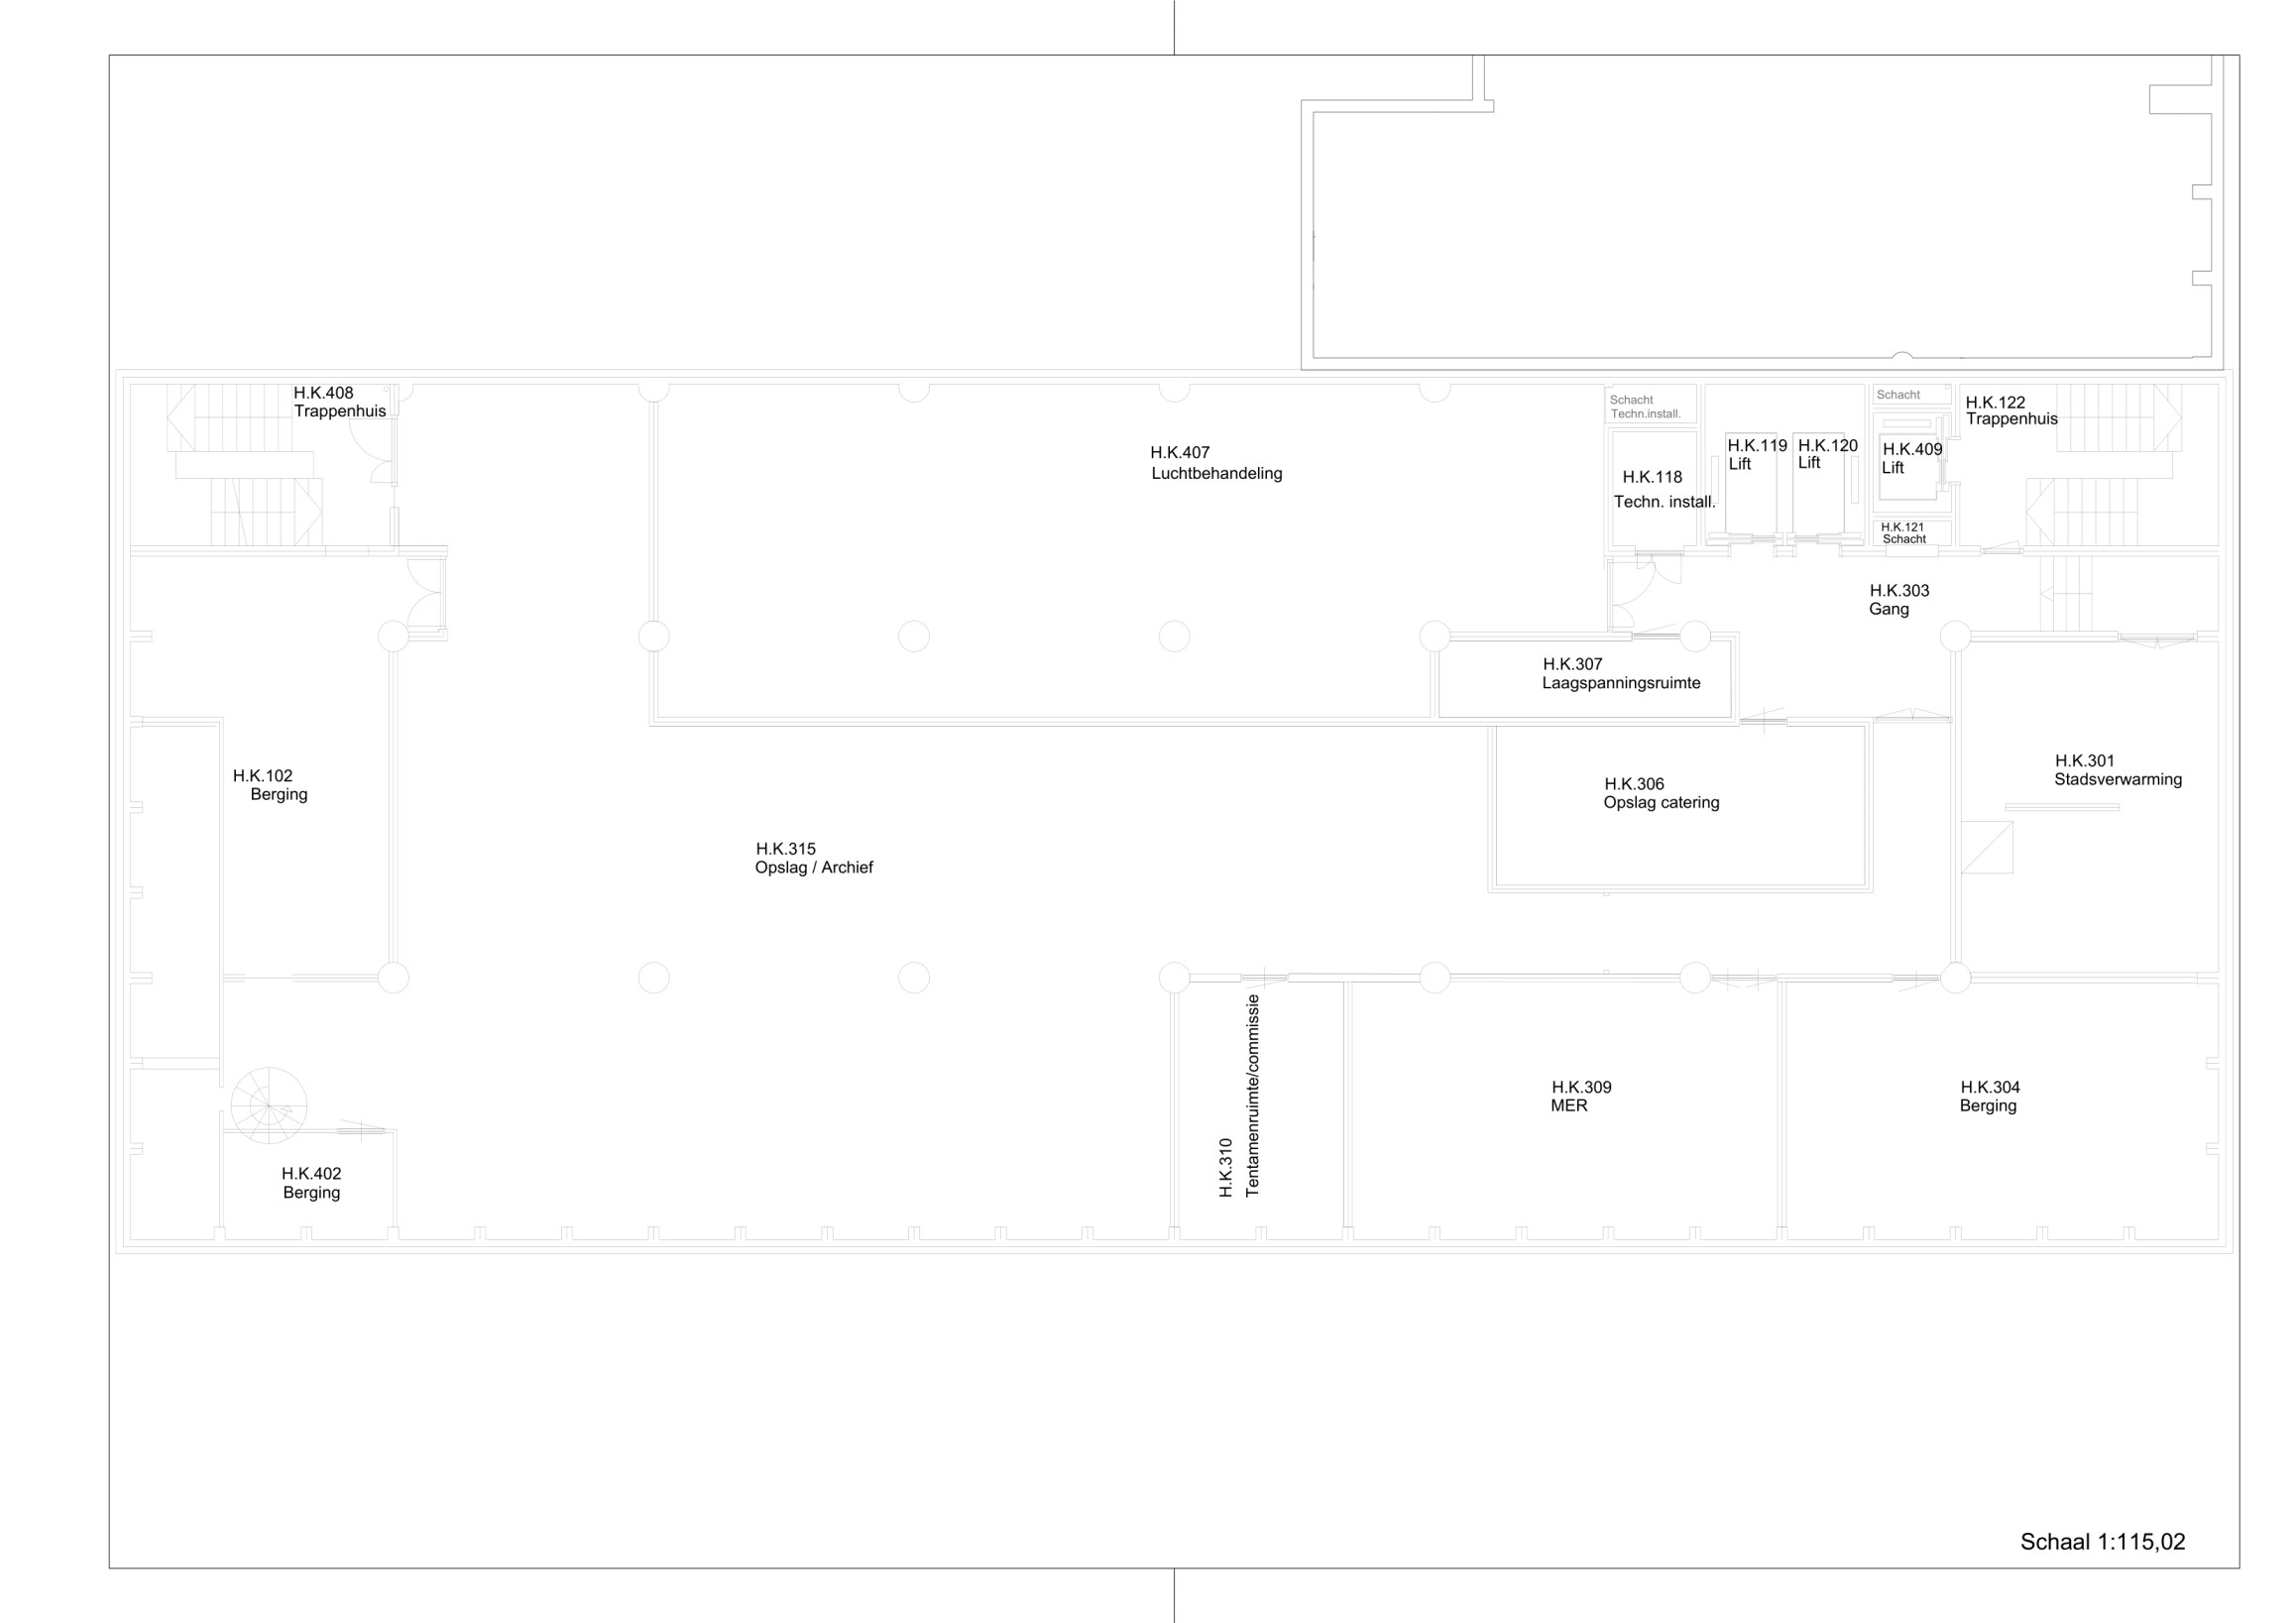 H.K.408
Trappenhuis
Schacht
Techn.install.
Schacht
H.K.122
Trappenhuis
H.K.407
Luchtbehandeling
H.K.118
Techn. install.
H.K.119
Lift
H.K.120
Lift
H.K.409
Lift
H.K.121
Schacht
H.K.303
Gang
H.K.307
Laagspanningsruimte
H.K.102
Berging
H.K.306
Opslag catering
H.K.301
Stadsverwarming
H.K.315
Opslag / Archief
H.K.310
Tentamenruimte/commissie
H.K.309
MER
H.K.304
Berging
H.K.402
Berging
Schaal 1:115,02